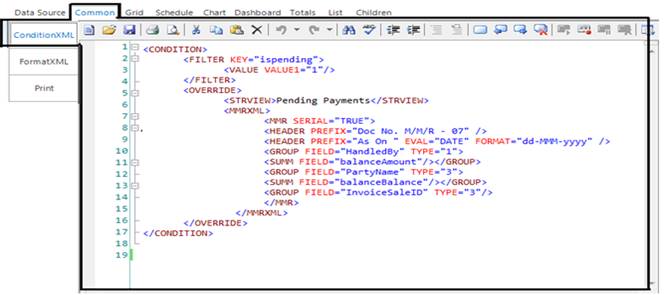 Data Source Common Grid Schedule Chart Dashboard Totals List Children
ConditionXML
FormatXML
Print
1 <CONDITION>
2 <FILTER KEY="ispending">
3 <VALUE VALUE1="1"/>
4 </FILTER>
5 <OVERRIDE>
6 <STRVIEW>Pending Payments</STRVIEW>
7 <MMRXML>
8 <MMR SERIAL="TRUE">
9 <HEADER PREFIX="Doc No. M/M/R - 07" />
10 <HEADER PREFIX="As On " EVAL="DATE" FORMAT="dd-MMM-yyyy" />
11 <GROUP FIELD="HandledBy" TYPE="1">
12 <SUMM FIELD="balanceAmount"/></GROUP>
13 <GROUP FIELD="PartyName" TYPE="3">
14 <SUMM FIELD="balanceBalance"/></GROUP>
15 <GROUP FIELD="InvoiceSaleID" TYPE="3"/>
</MMR>
</MMRXML>
16 </OVERRIDE>
17 </CONDITION>
18
19